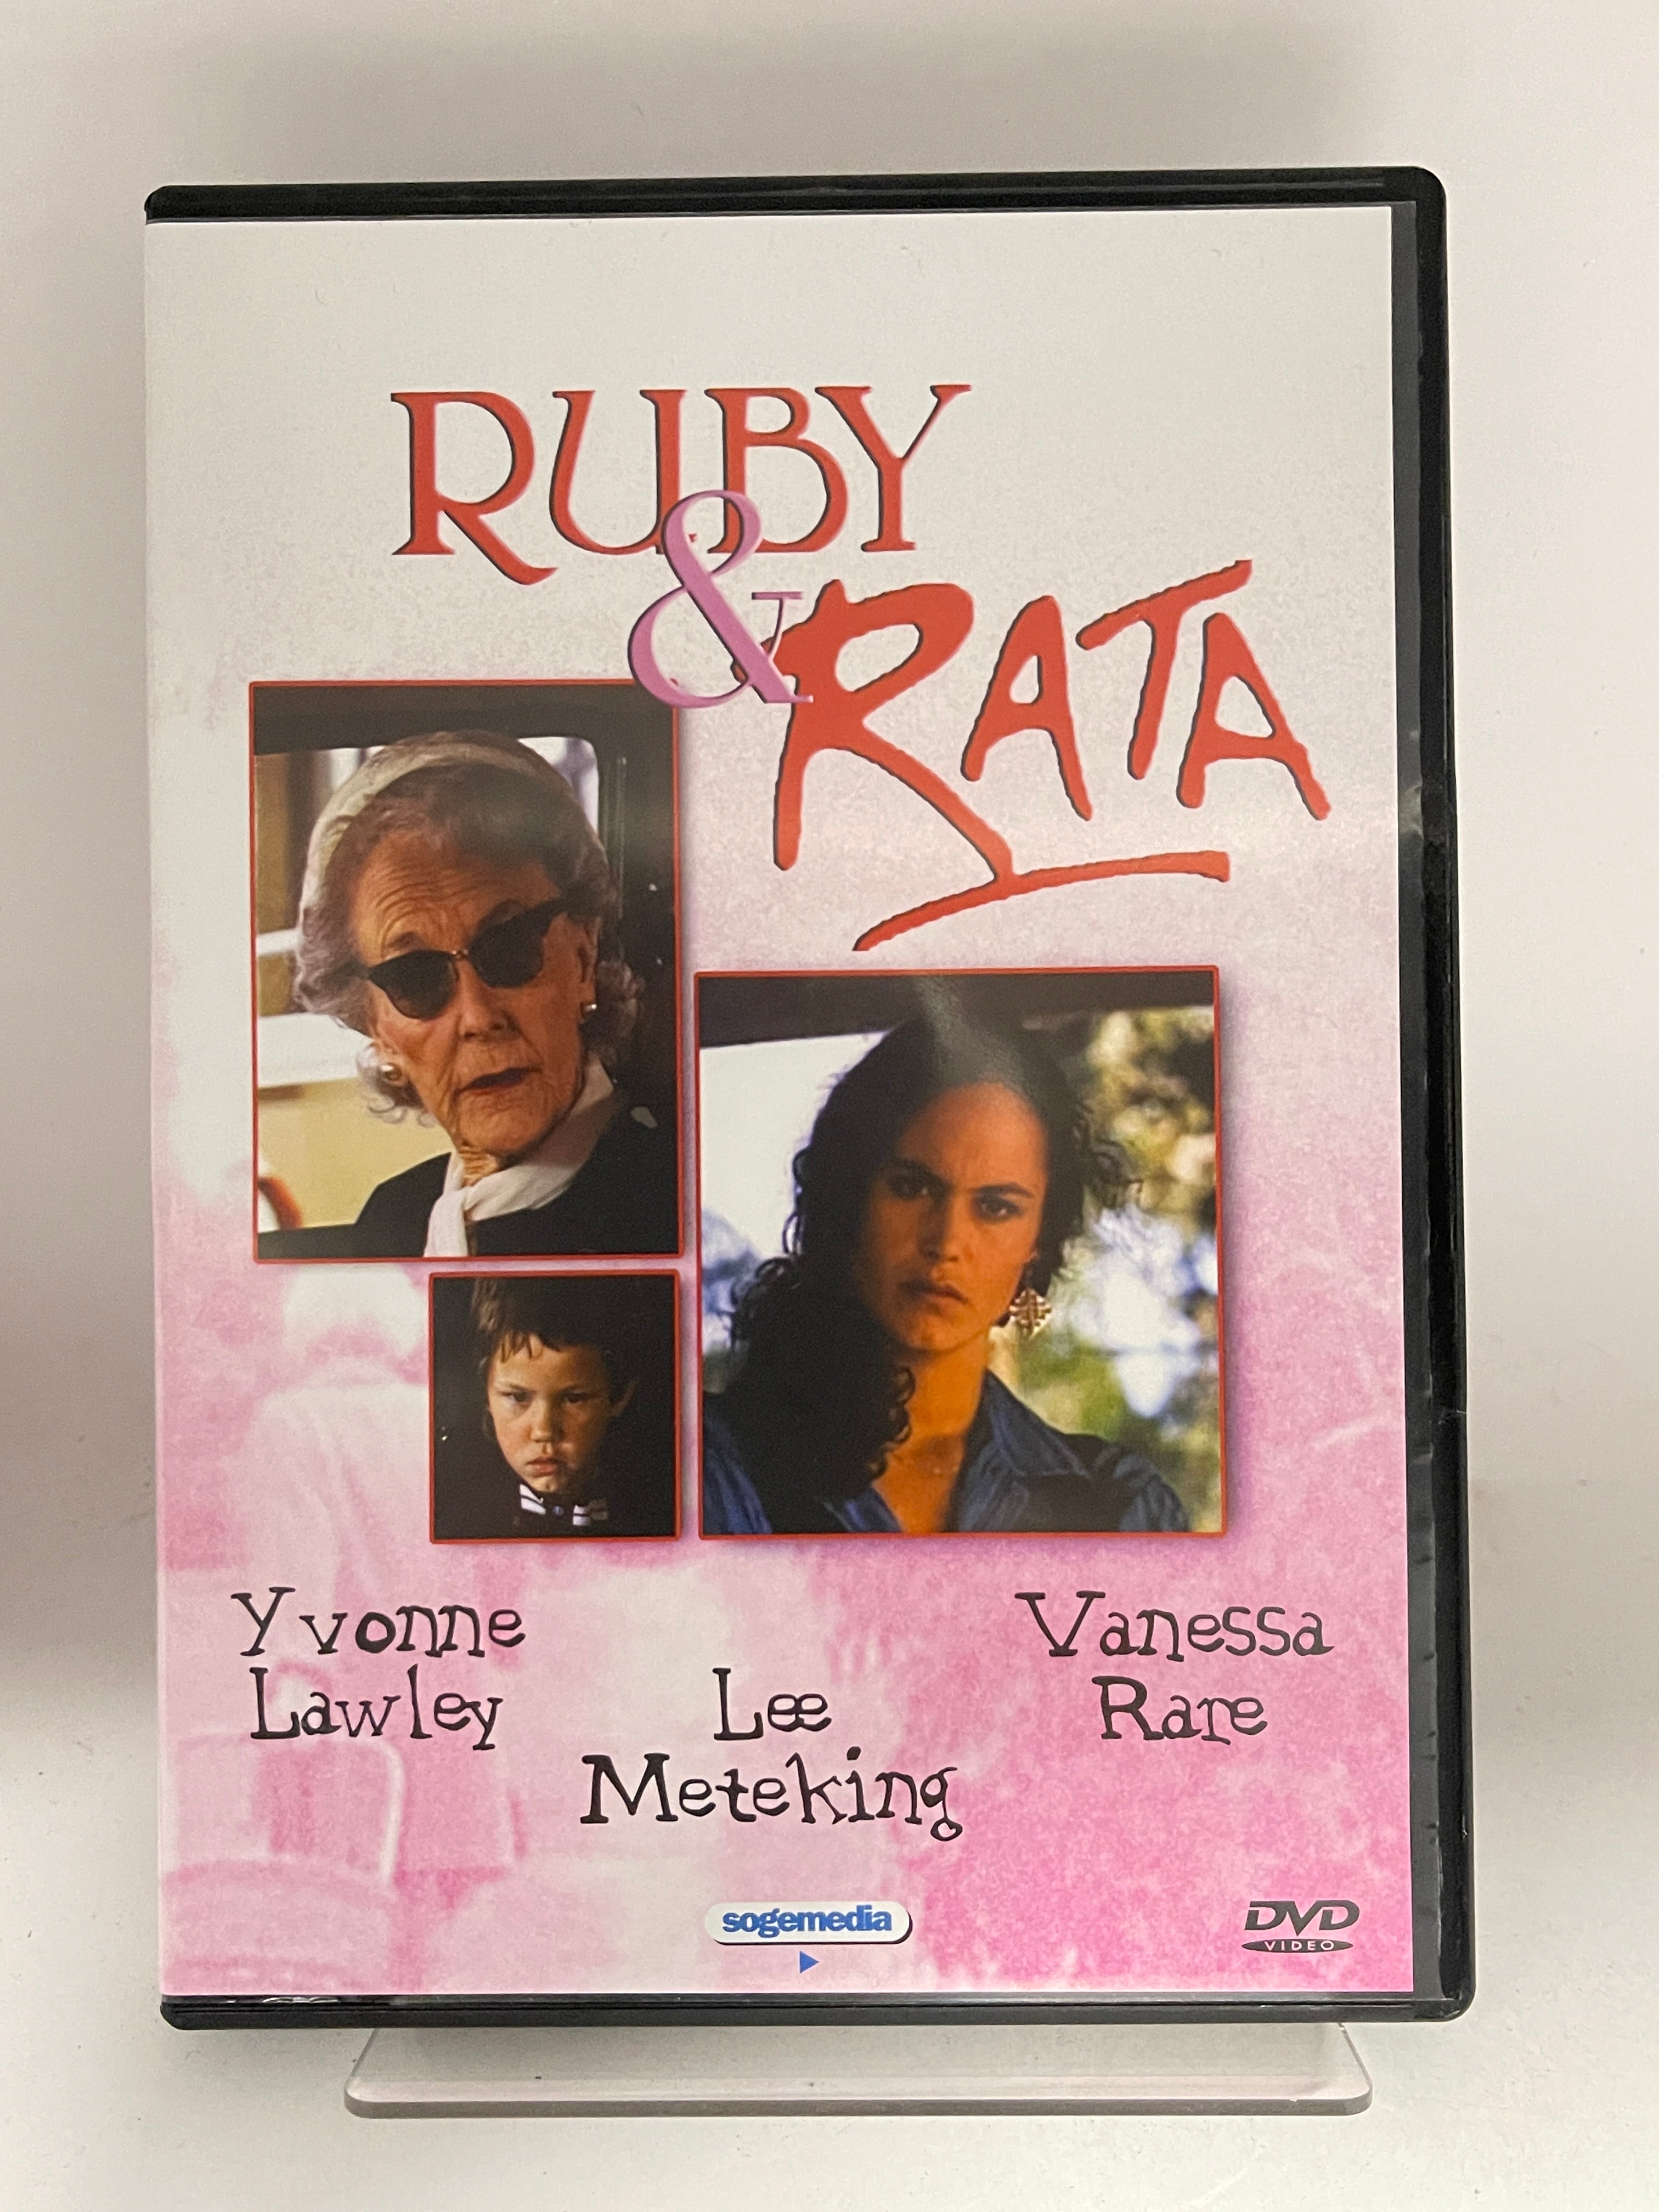 RUBY
&
RATA
Yvonne
Lawley
Lee
Meteking
Vanessa
Rare
sogemedia
DVD
VIDEO